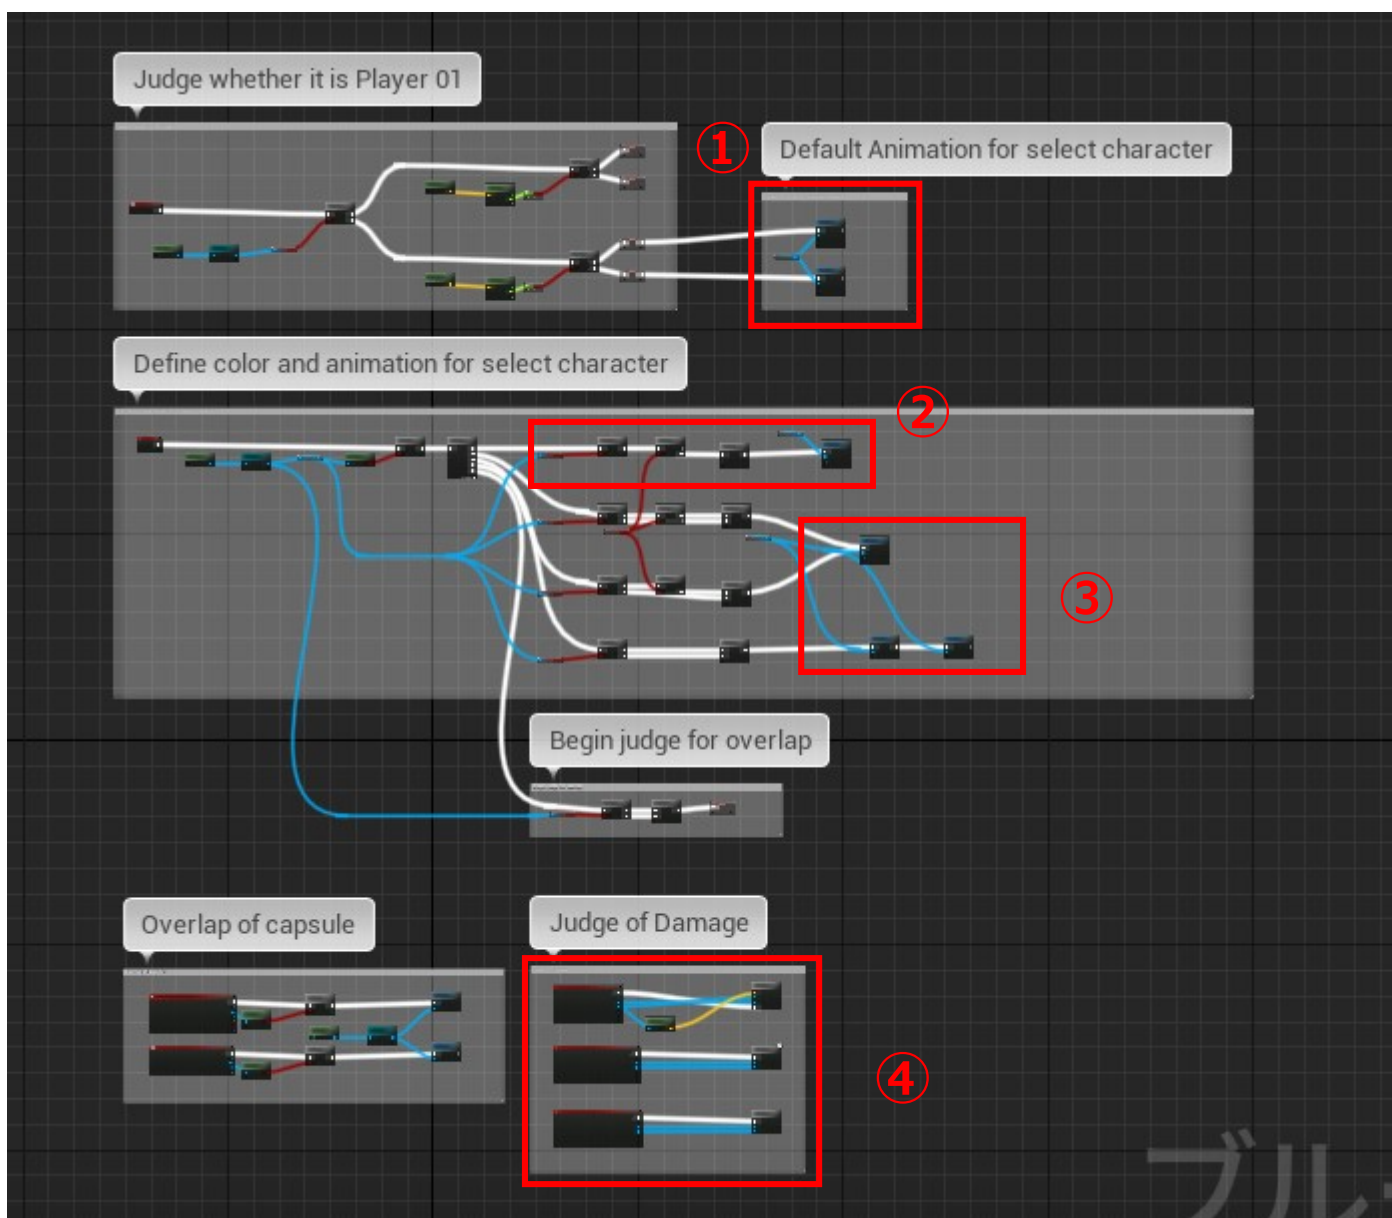 Judge whether it is Player 01
①
Default Animation for select character
Define color and animation for select character
②
③
Begin judge for overlap
Overlap of capsule
Judge of Damage
④
ブル